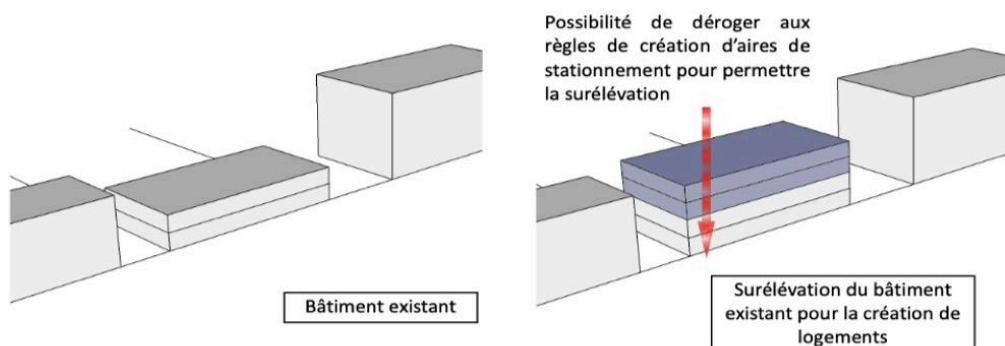 Possibilité de déroger aux
règles de création d'aires de
stationnement pour permettre
la surélévation
Bâtiment existant
Surélévation du bâtiment
existant pour la création de
logements